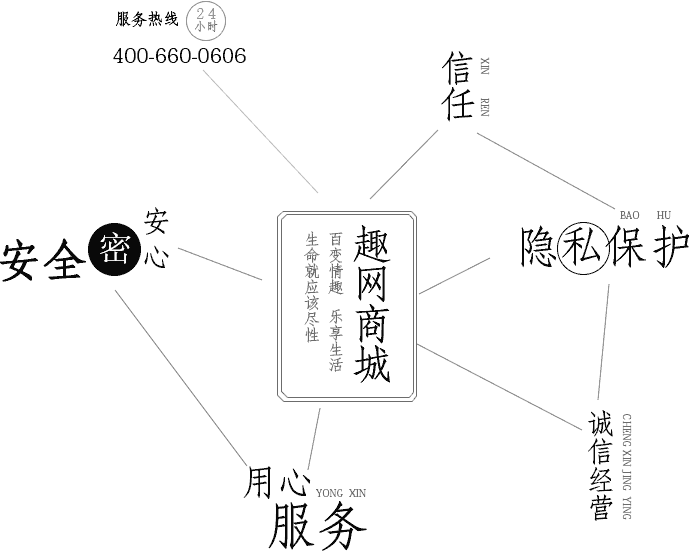 服务热线
24
小时
400-660-0606
信任
XIN REN
安全
密
安心
趣网商城
百变情趣 乐享生活
生命就应该尽性
BAO HU
隐私保护
诚信经营
CHENG XIN JING YING
用心
YONG XIN
服务